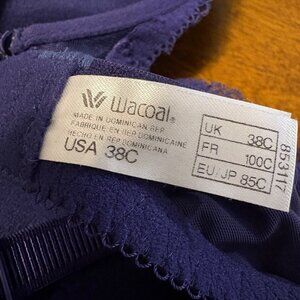 Wacoal®
MADE IN DOMINICAN REP
FABRIQUE EN REP DOMINICAINE
HECHO EN REP DOMINICANA
USA 38C
UK 38C
FR 100C
EU/JP 85C
853117